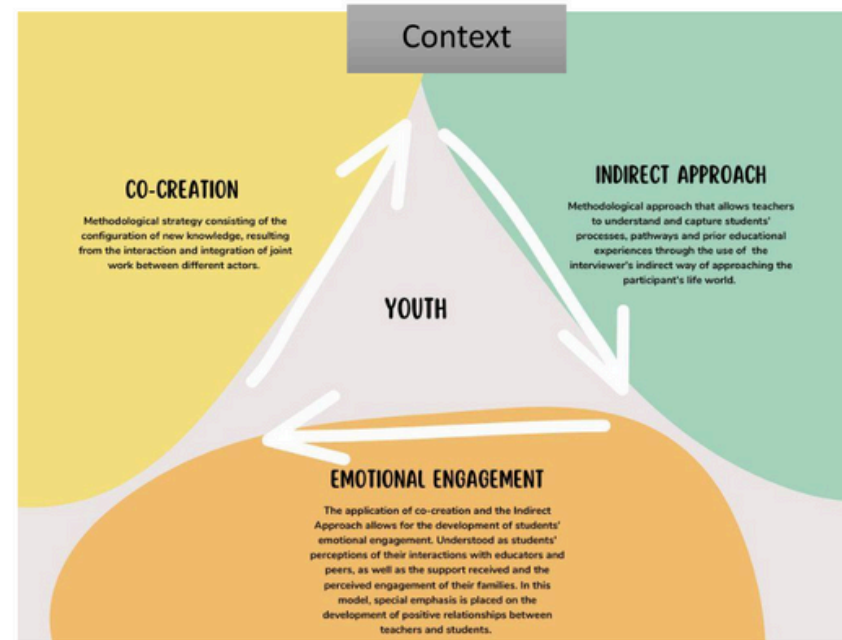 Context
CO-CREATION
Methodological strategy consisting of the
configuration of new knowledge, resulting
from the interaction and integration of joint
work between different actors.
INDIRECT APPROACH
Methodological approach that allows teachers
to understand and capture students'
processes, pathways and prior educational
experiences through the use of the
interviewer's indirect way of approaching the
participant's life world.
YOUTH
EMOTIONAL ENGAGEMENT
The application of co-creation and the Indirect
Approach allows for the development of students'
emotional engagement. Understood as students'
perceptions of their interactions with educators and
peers, as well as the support received and the
perceived engagement of their families. In this
model, special emphasis is placed on the
development of positive relationships between
teachers and students.